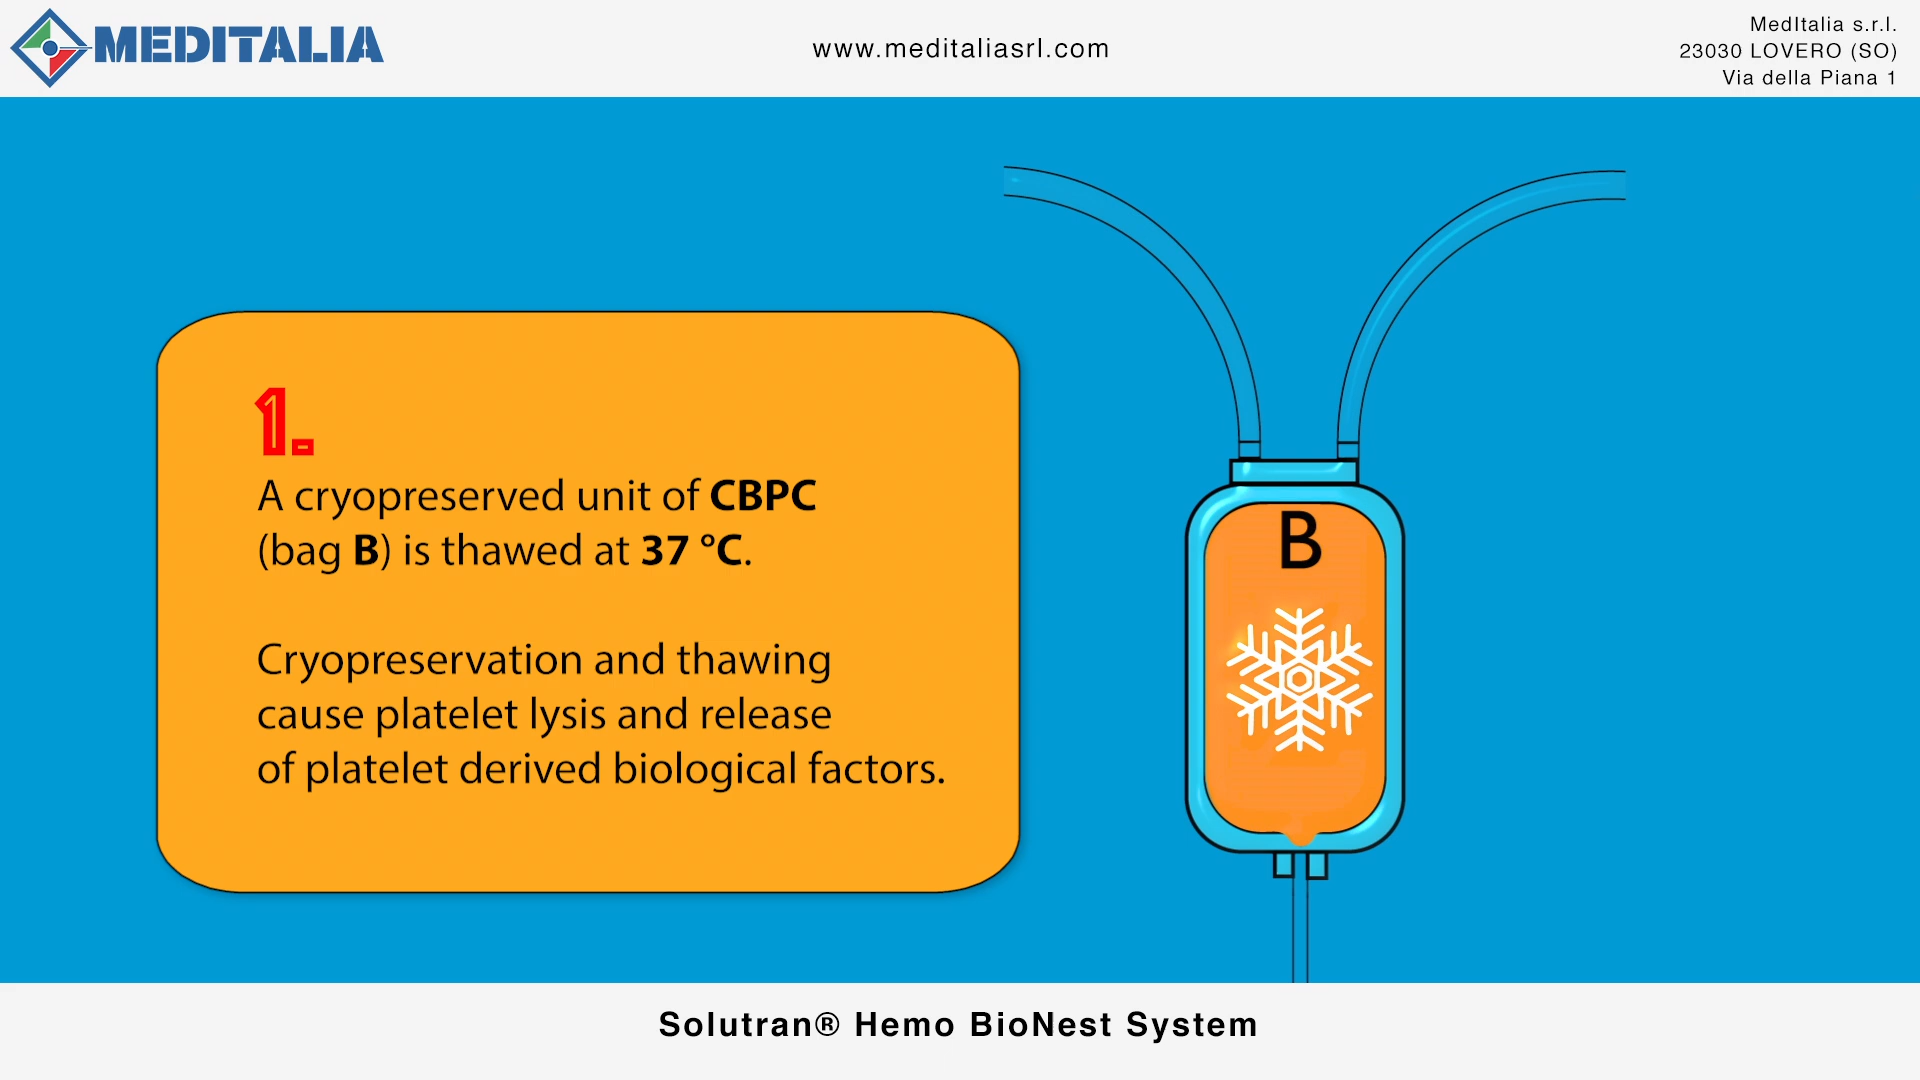 MEDITALIA
www.meditaliasrl.com
MedItalia s.r.l.
23030 LOVERO (SO)
Via della Piana 1
1.
A cryopreserved unit of CBPC
(bag B) is thawed at 37 °C.
Cryopreservation and thawing
cause platelet lysis and release
of platelet derived biological factors.
B
Solutran® Hemo BioNest System